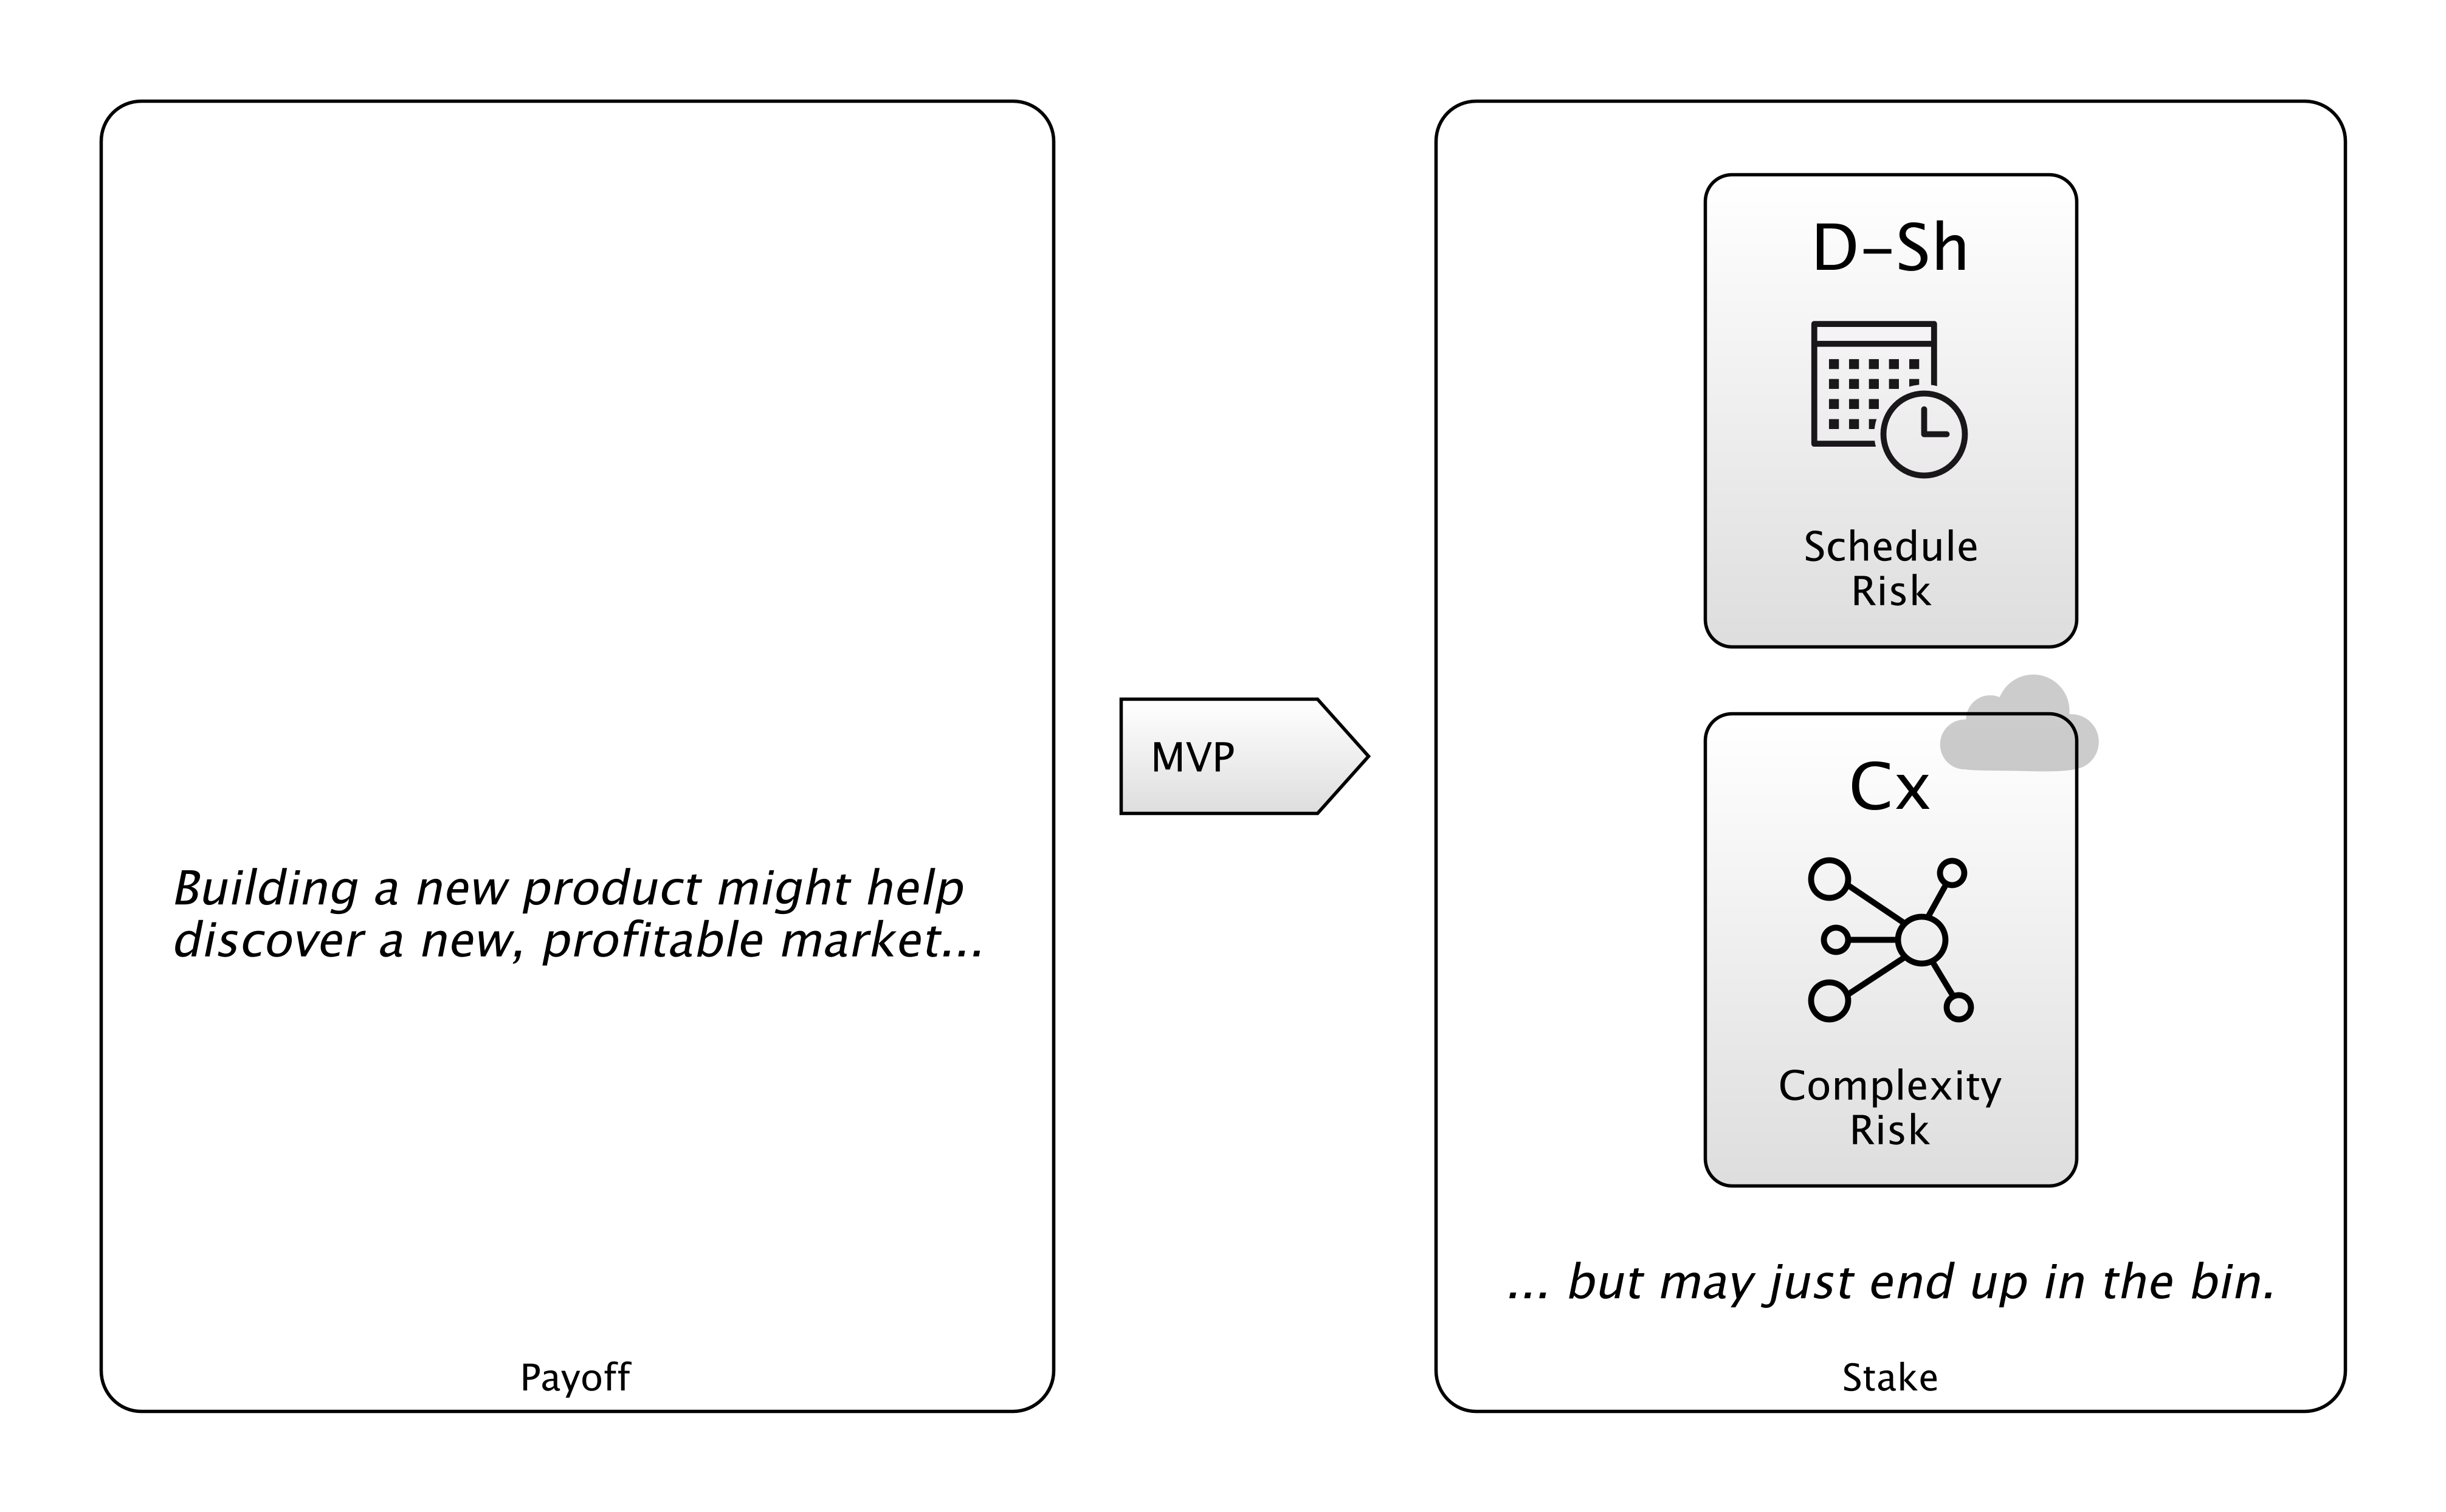 Building a new product might help
discover a new, profitable market...
Payoff
MVP
D–Sh
Schedule
Risk
Cx
Complexity
Risk
... but may just end up in the bin.
Stake